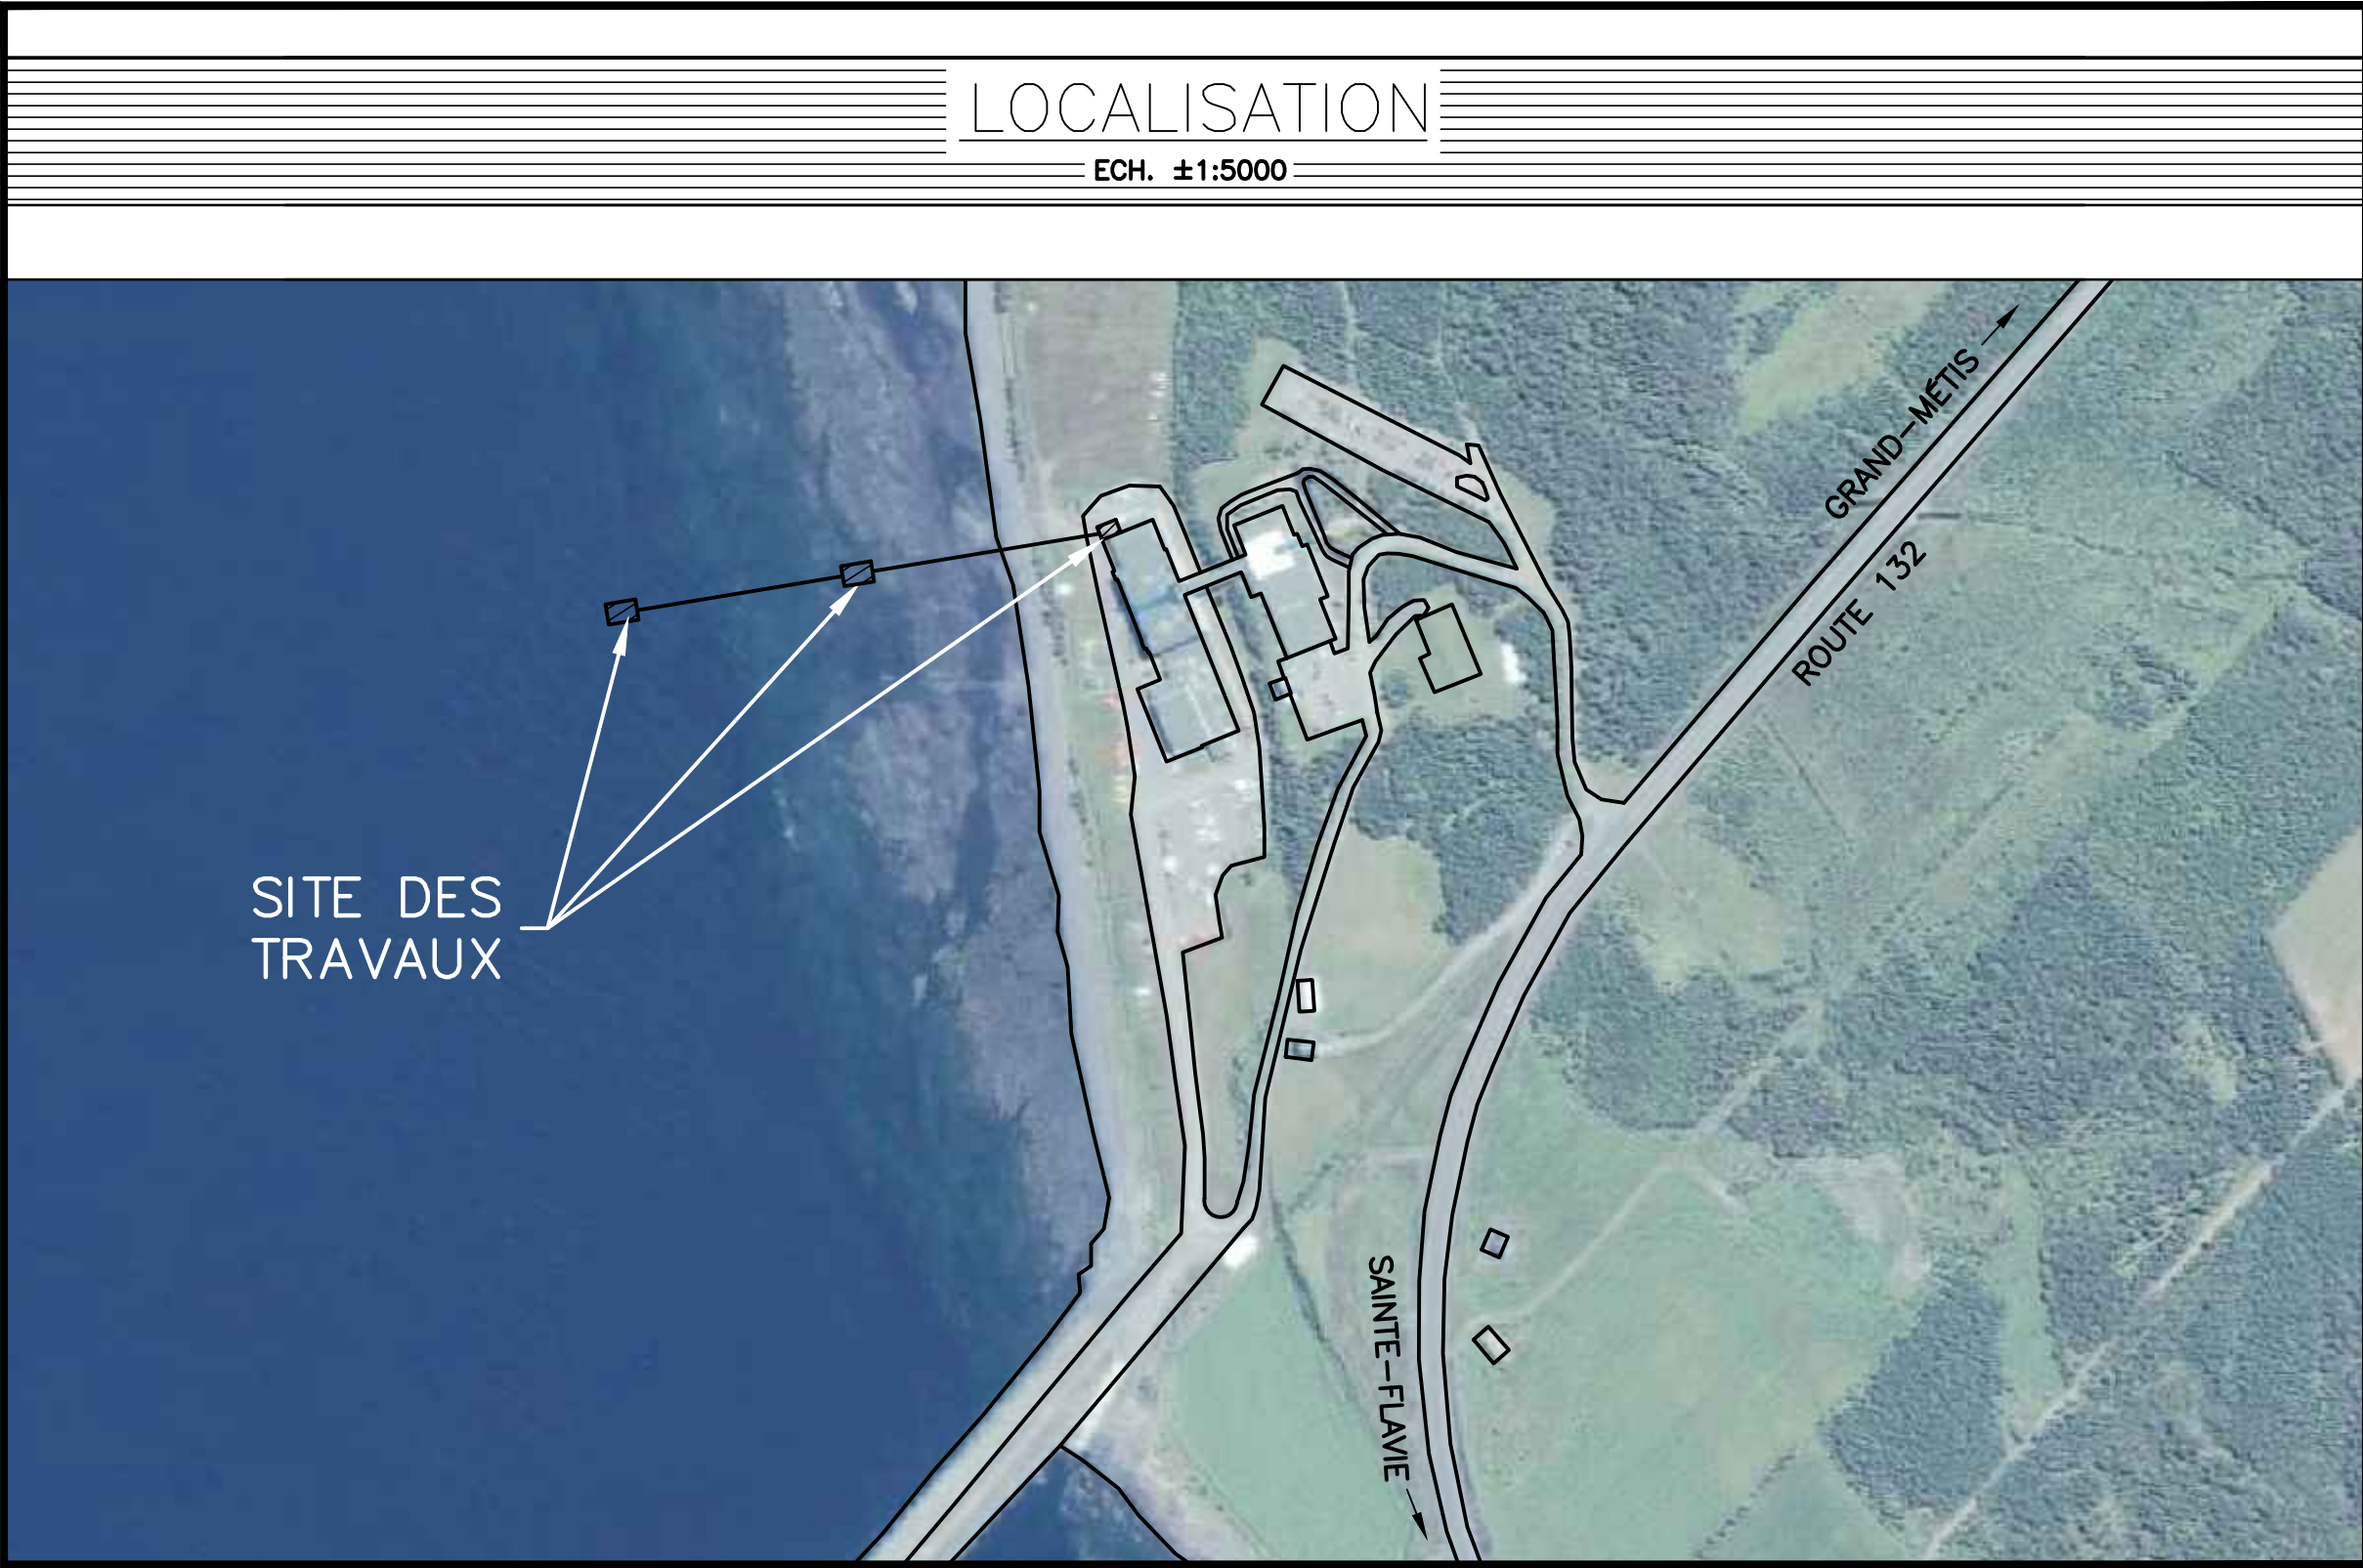 LOCALISATION
ECH. ±1:5000
GRAND-MÉTIS
ROUTE 132
SITE DES
TRAVAUX
SAINTE-FLAVIE